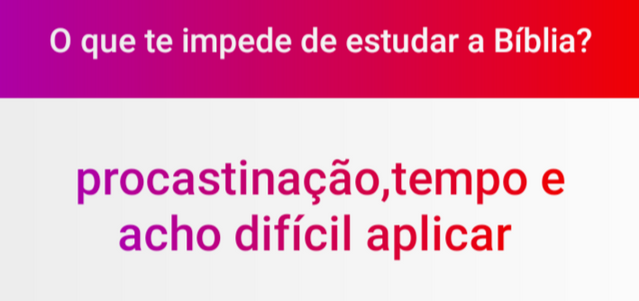 O que te impede de estudar a Bíblia?
procastinação,tempo e
acho difícil aplicar